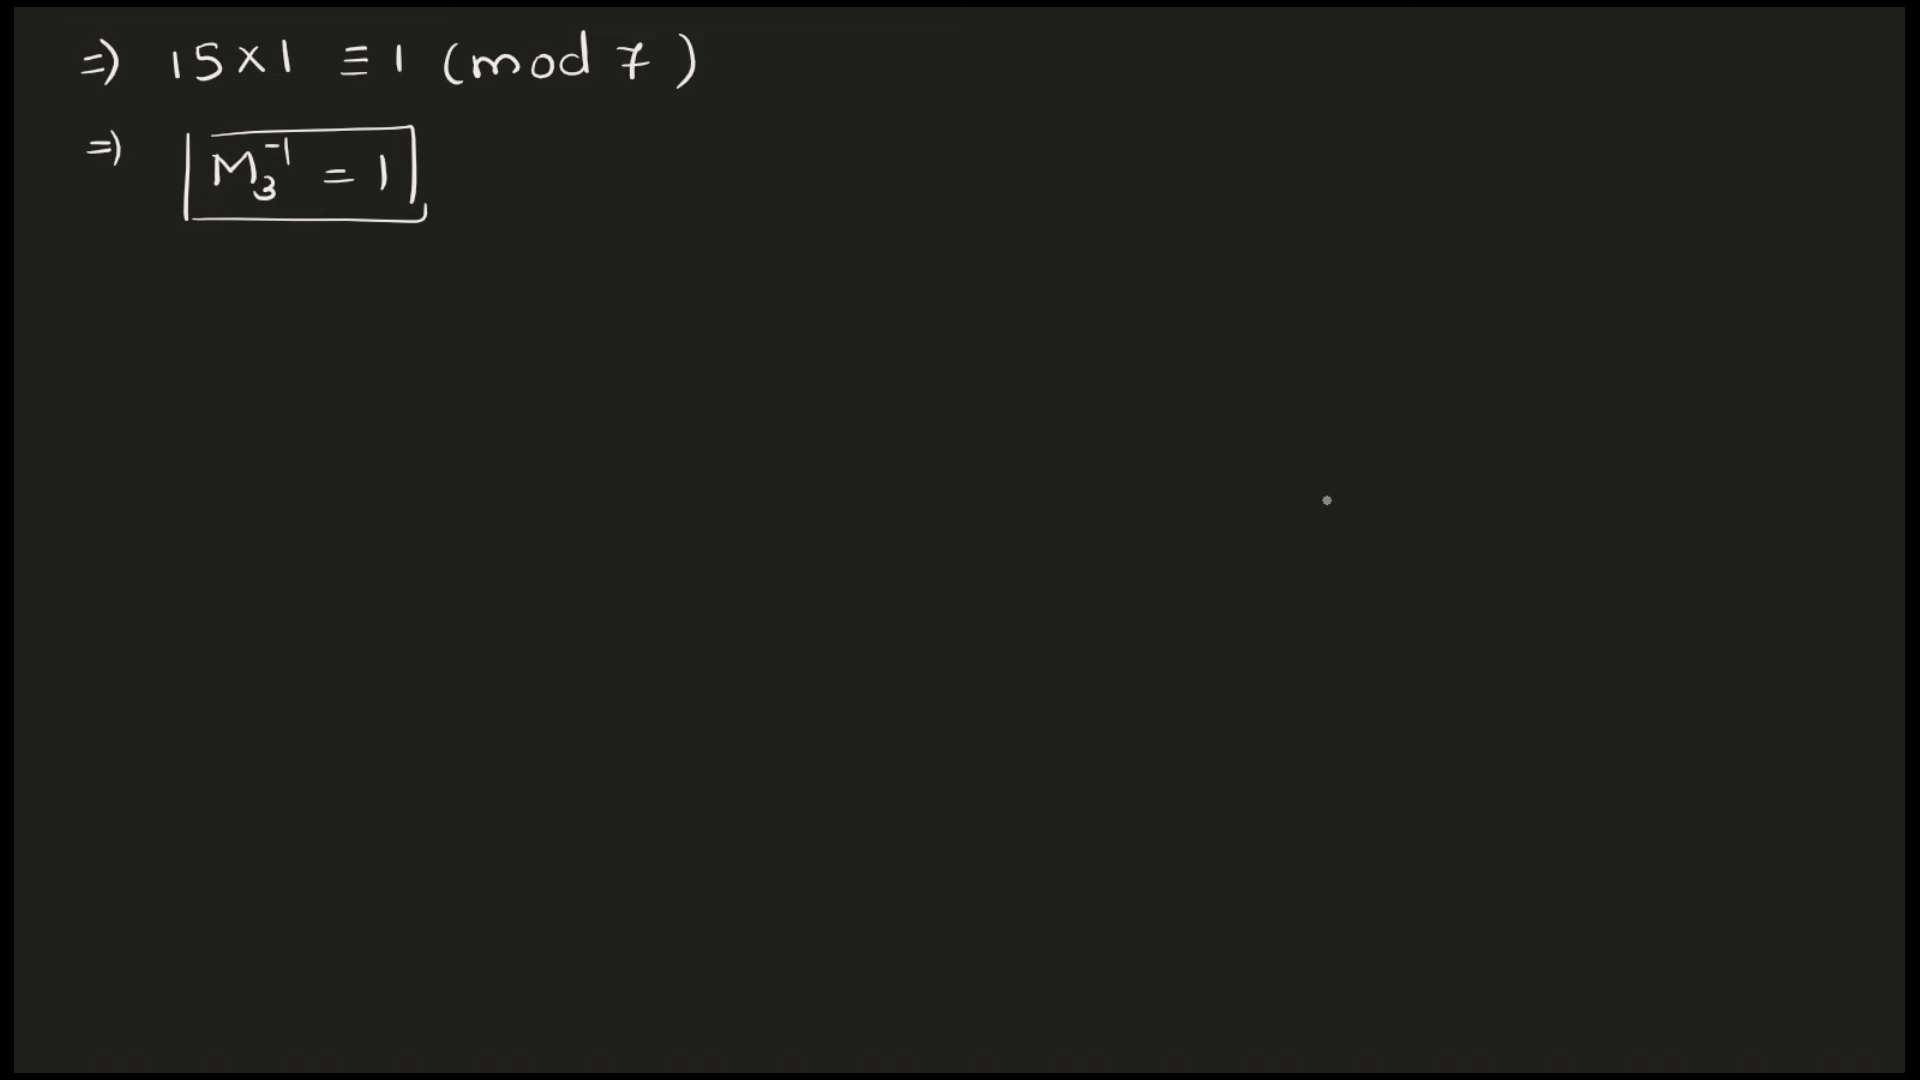 ⇒ 15×1 ≡ 1 (mod 7)
⇒ M₃⁻¹ = 1